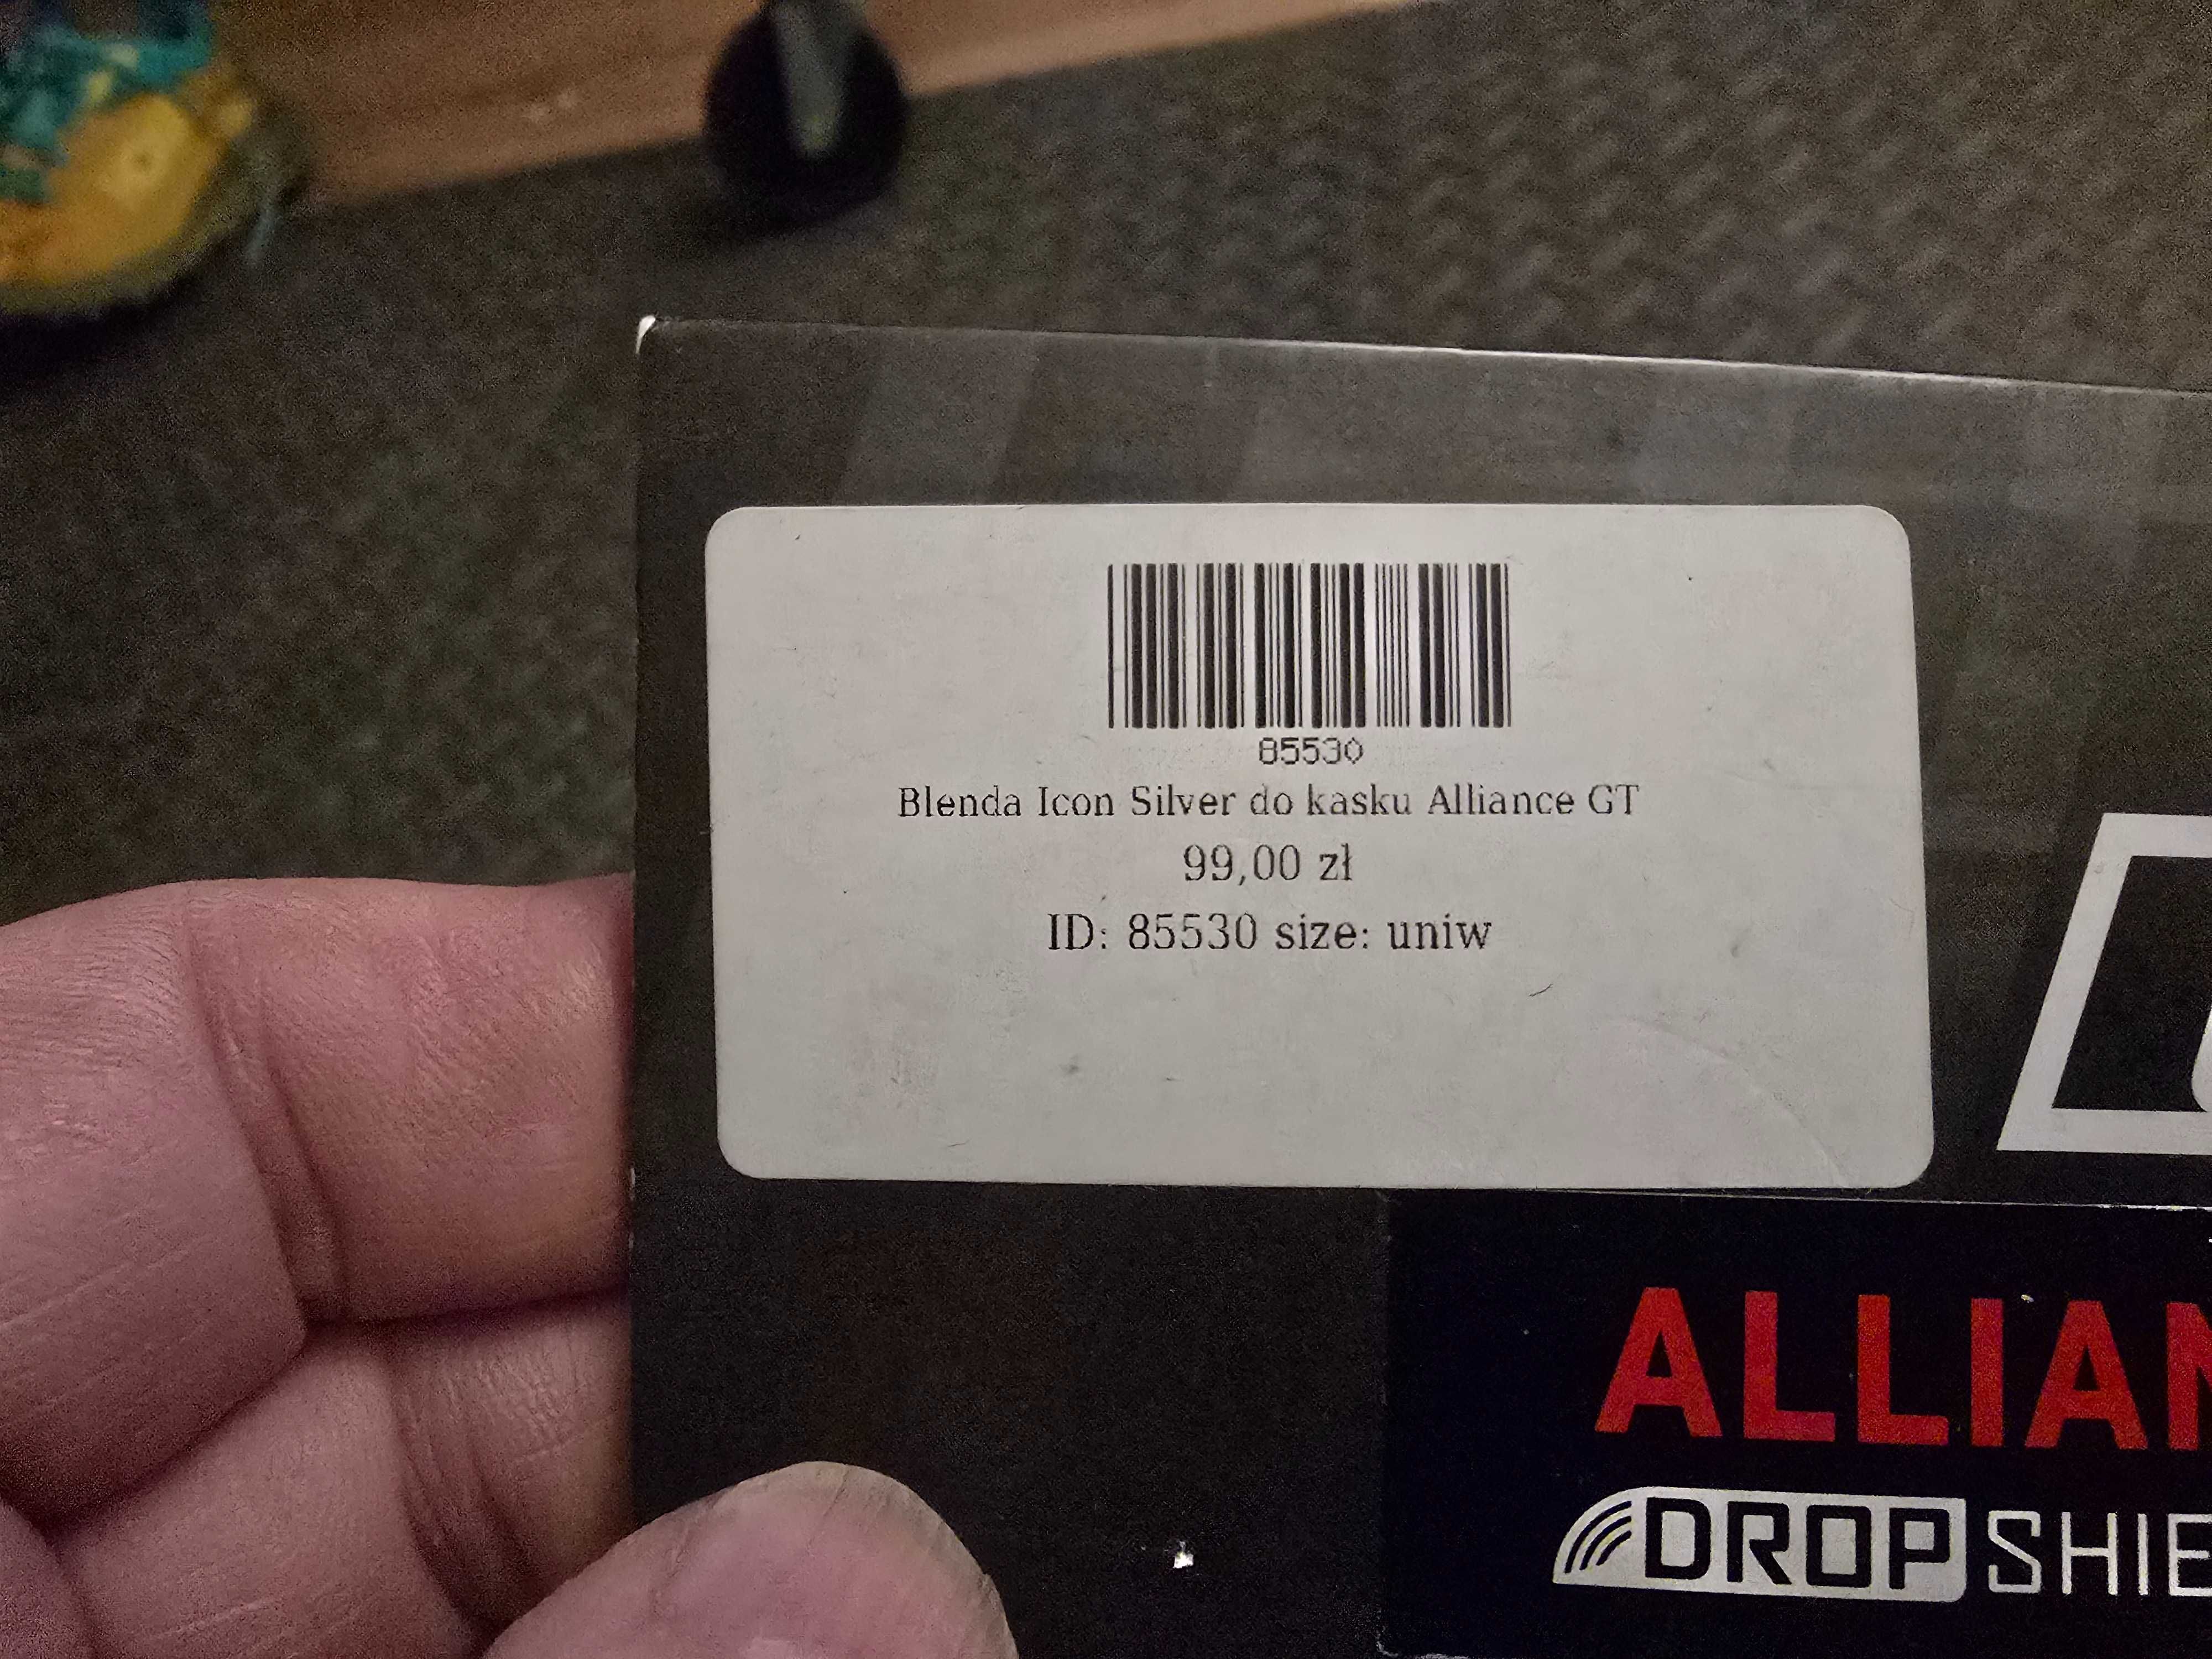 85530
Blenda Icon Silver do kasku Alliance GT
99,00 zł
ID: 85530 size: uniw
ALLIAN
DROP SHIE